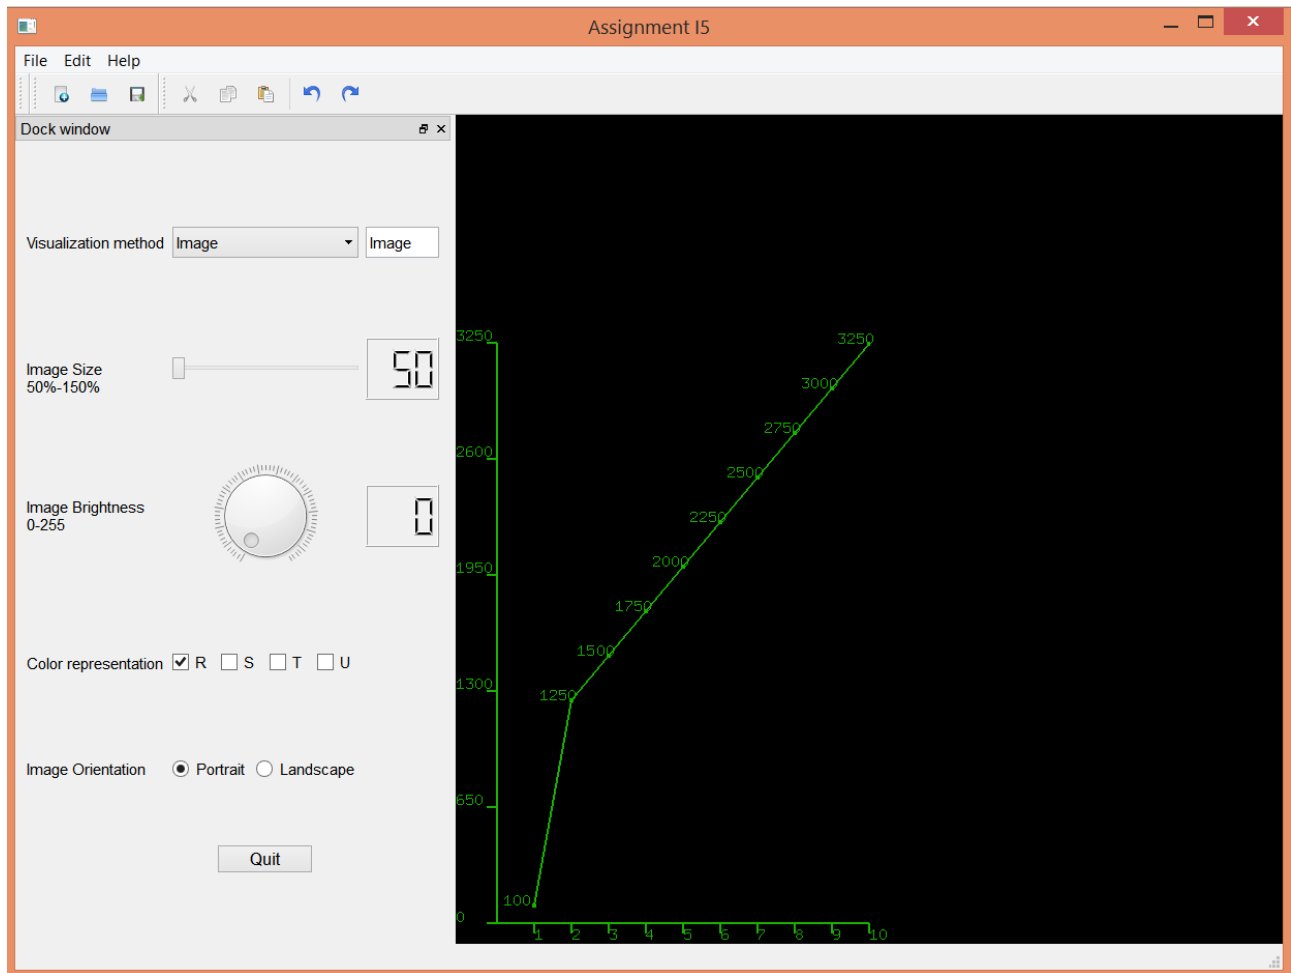 Assignment I5
File Edit Help
Dock window
Visualization method Image Image
Image Size
50%-150%
50
Image Brightness
0-255
0
Color representation R S T U
Image Orientation Portrait Landscape
Quit
3250
2600
1950
1300
650
0
3250
3000
2750
2500
2250
2000
1750
1500
1250
100
1 2 3 4 5 6 7 8 9 10